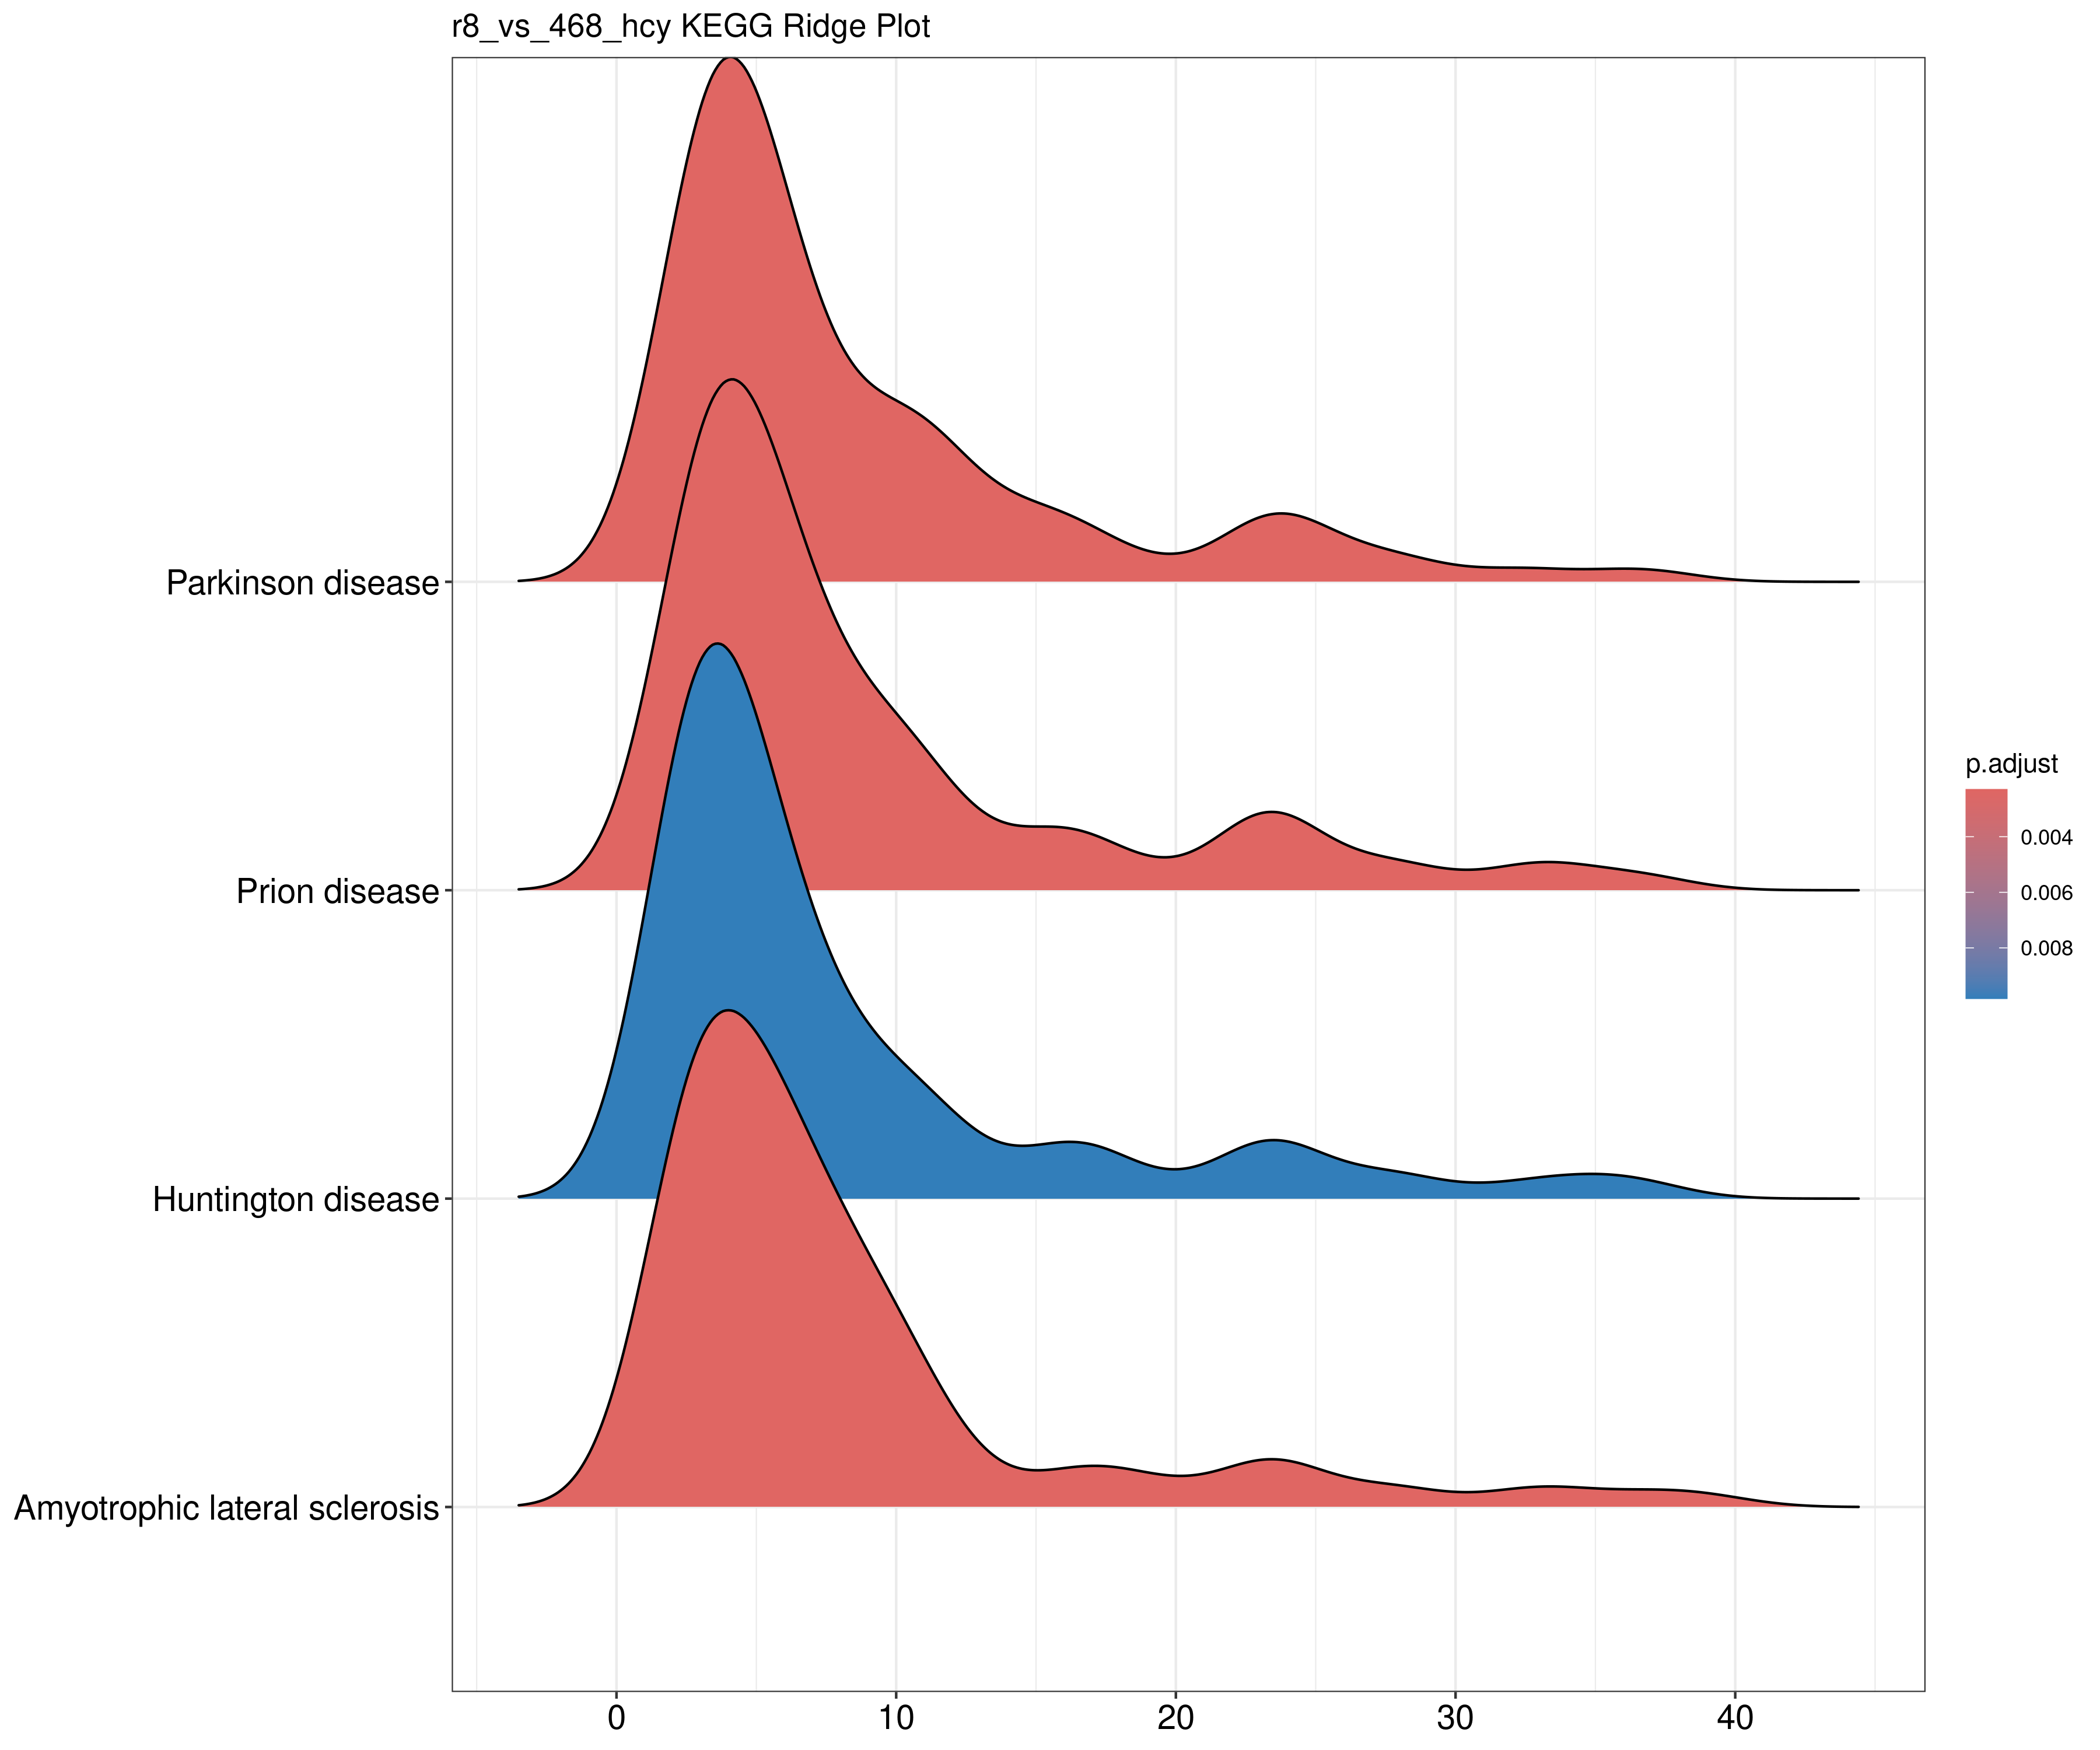 r8_vs_468_hcy KEGG Ridge Plot
Parkinson disease
Prion disease
Huntington disease
Amyotrophic lateral sclerosis
0 10 20 30 40
p.adjust
0.004
0.006
0.008